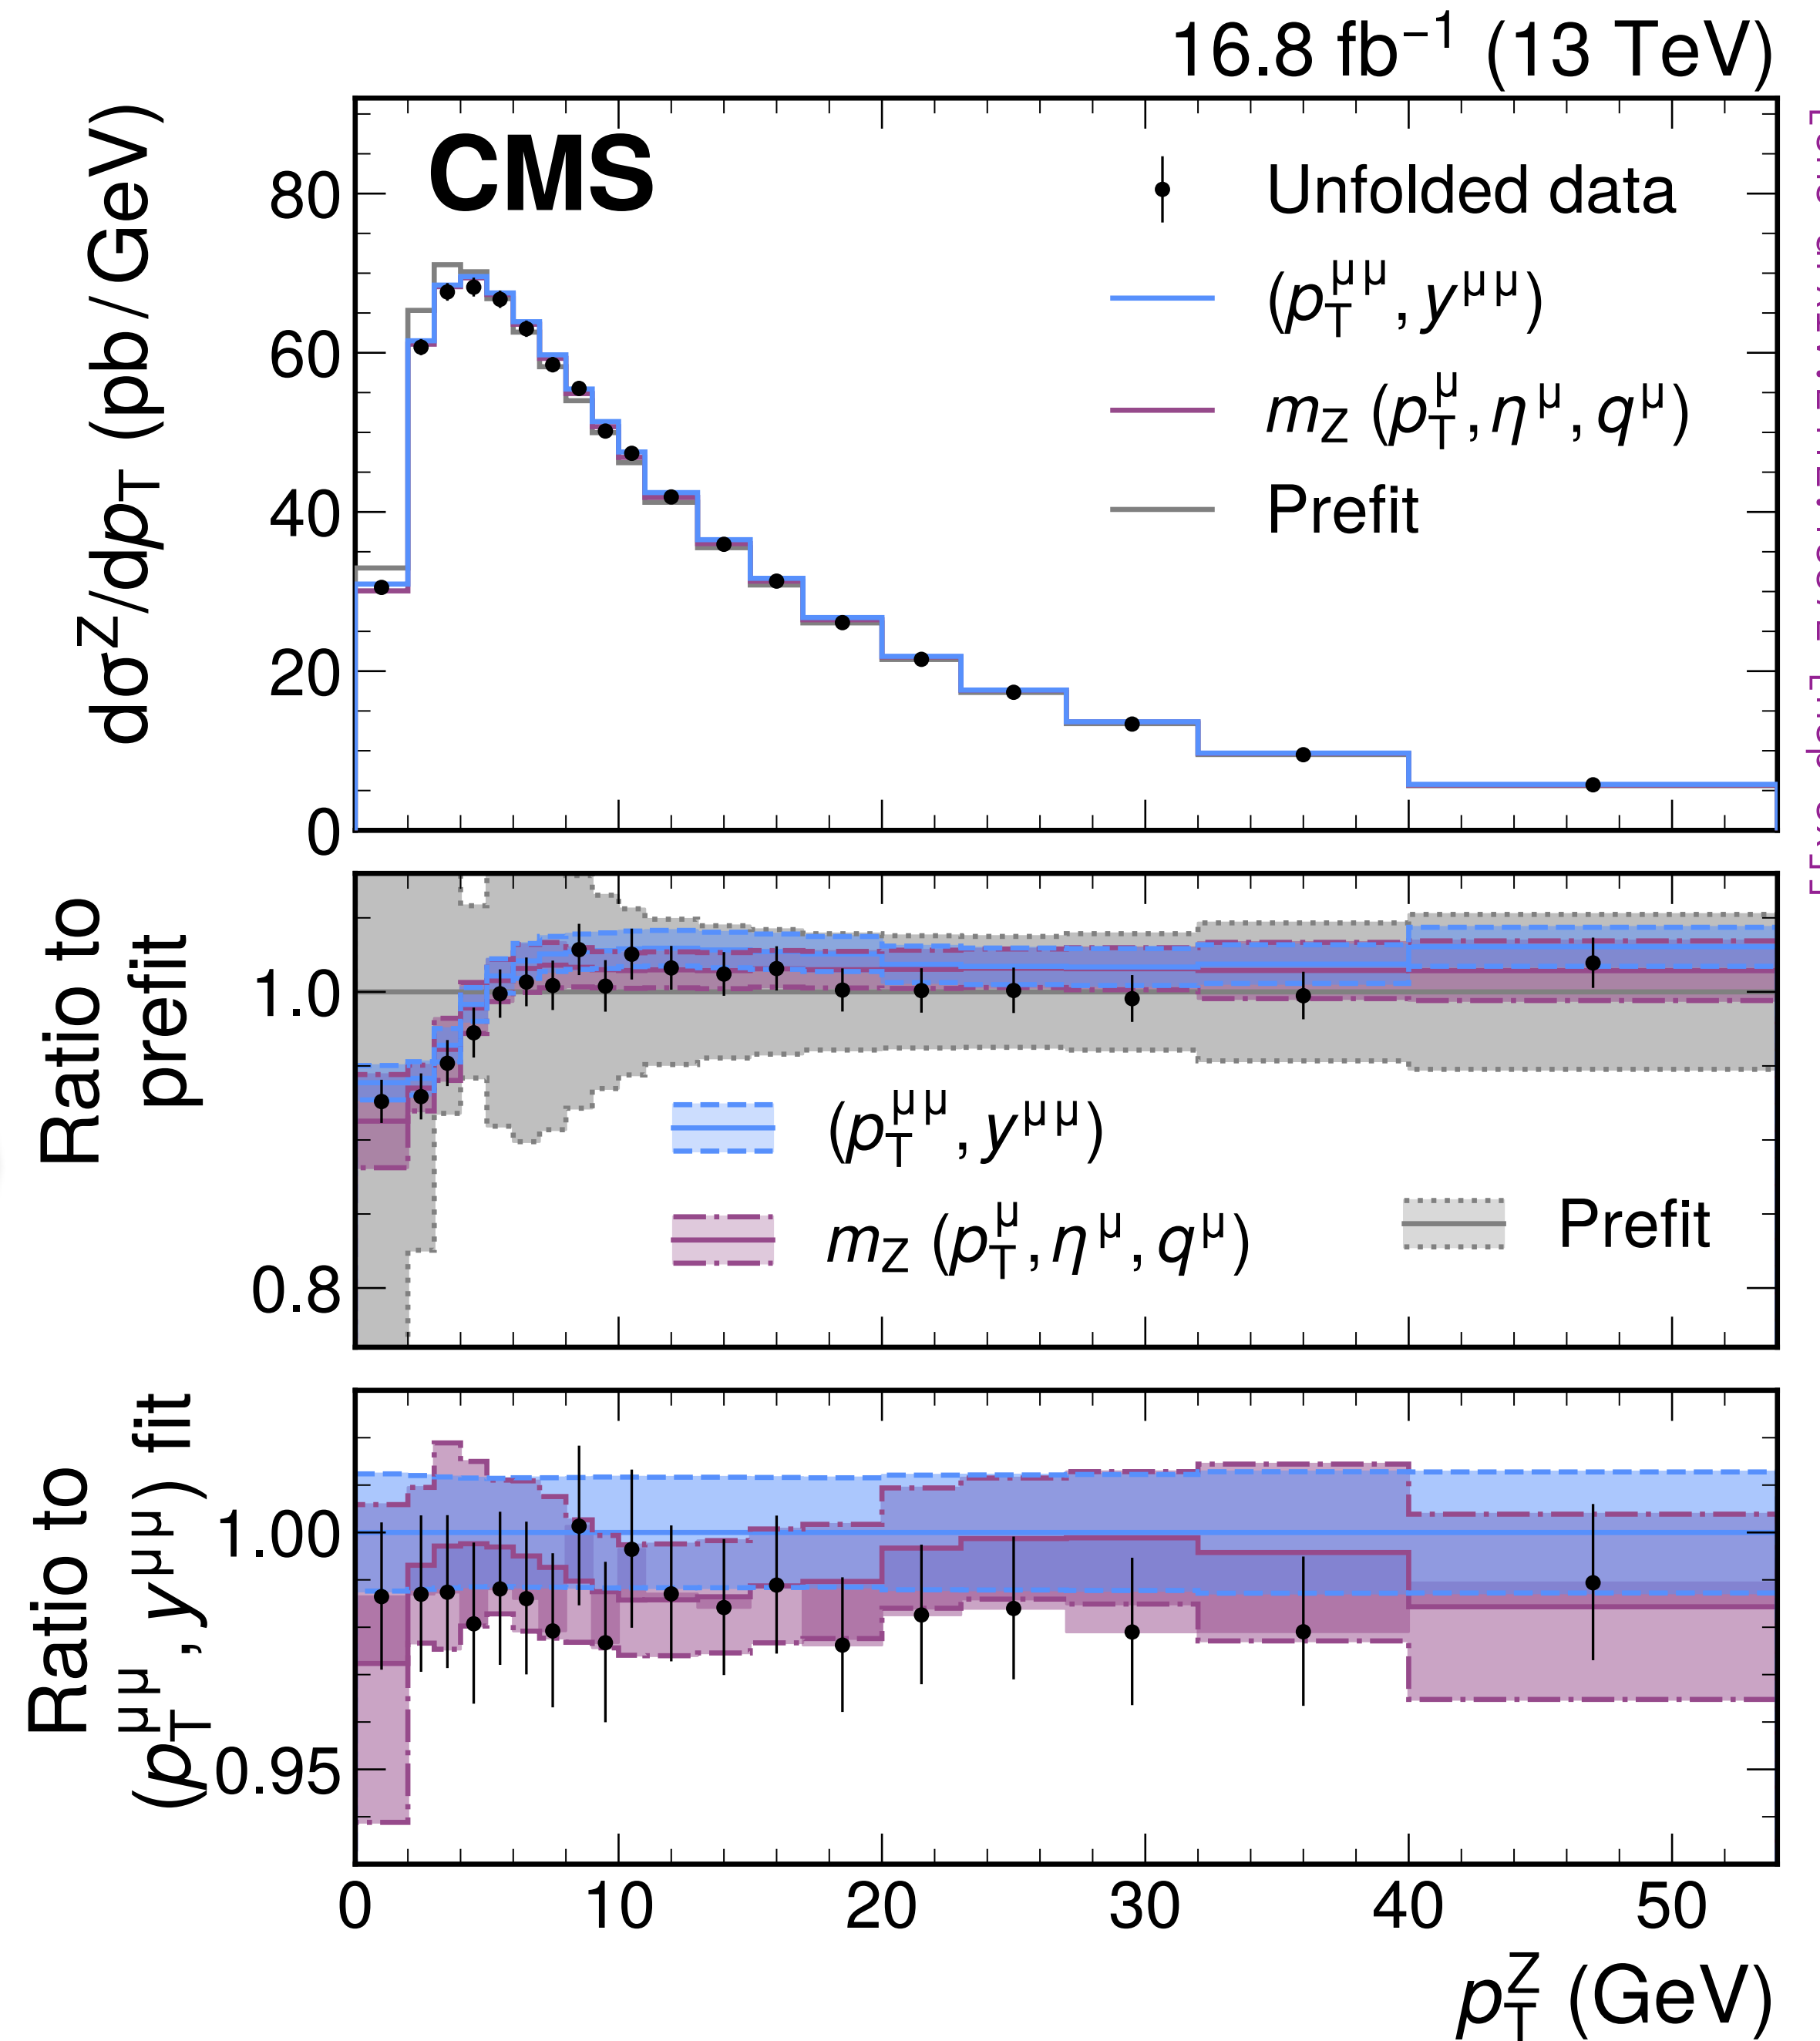 16.8 fb⁻¹ (13 TeV)
CMS
Unfolded data
(p_T^μμ, y^μμ)
m_Z (p_T^μ, η^μ, q^μ)
Prefit
dσ^Z/dp_T (pb/GeV)
80
60
40
20
0
Ratio to
prefit
1.0
0.8
(p_T^μμ, y^μμ)
m_Z (p_T^μ, η^μ, q^μ)
Prefit
Ratio to
(p_T^μμ, y^μμ) fit
1.00
0.95
0 10 20 30 40 50
p_T^Z (GeV)